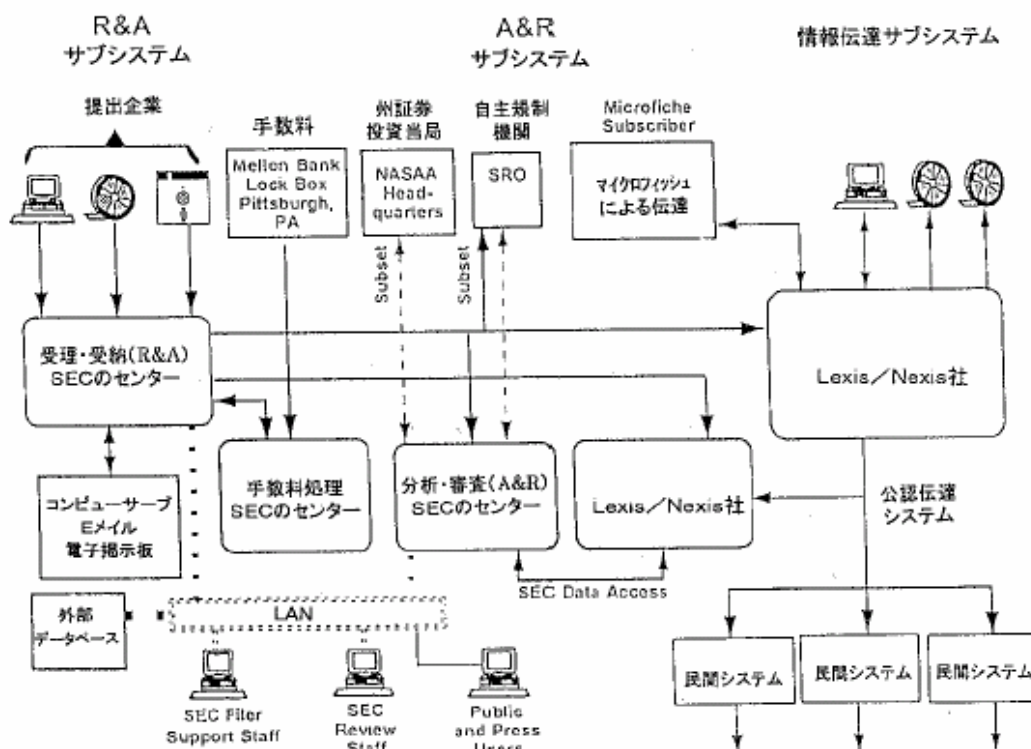 R&A
サブシステム
A&R
サブシステム
情報伝達サブシステム
提出企業
手数料
州証券
投資当局
自主規制
機関
Microfiche
Subscriber
Mellon Bank
Lock Box
Pittsburgh,
PA
NASAA
Head-
quarters
SRO
マイクロフィッシュ
による伝達
Subset
Subset
受理・受納(R&A)
SECのセンター
Lexis／Nexis社
手数料処理
SECのセンター
分析・審査(A&R)
SECのセンター
Lexis／Nexis社
公認伝達
システム
コンピューサーブ
Eメイル
電子掲示板
SEC Data Access
外部
データベース
LAN
民間システム
民間システム
民間システム
SEC Filer
Support Staff
SEC
Review
Staff
Public
and Press
Users